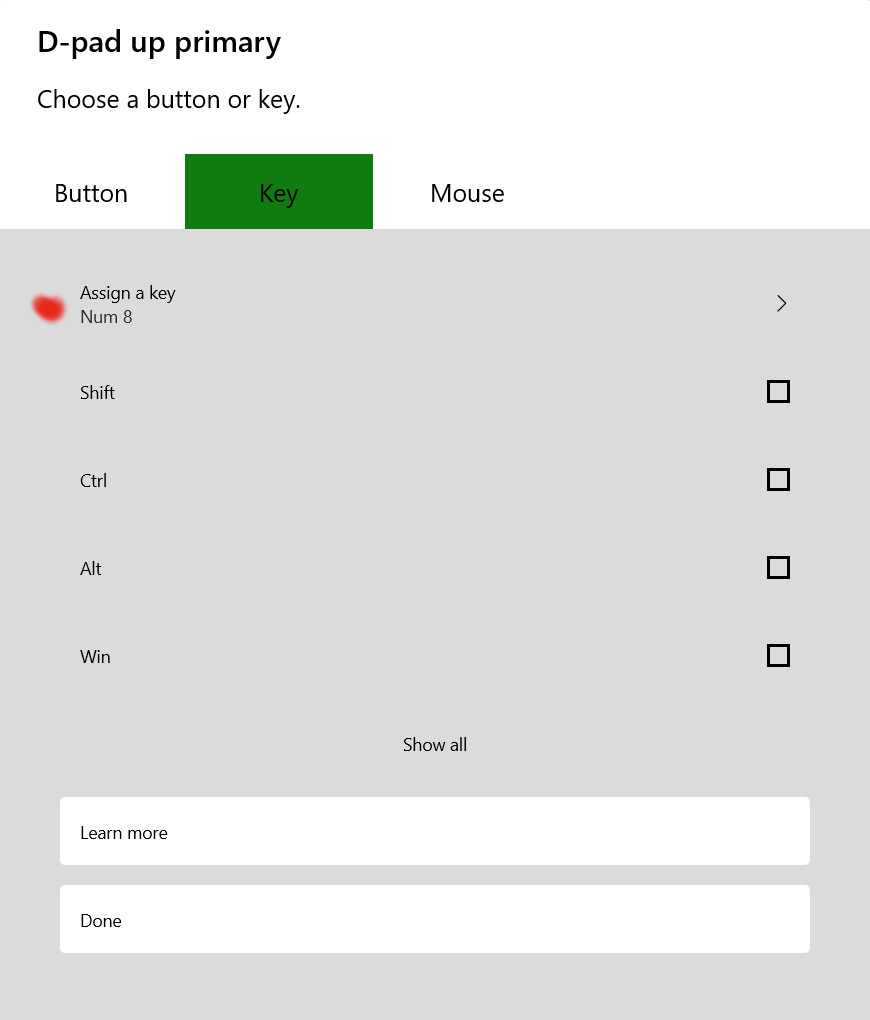 D-pad up primary
Choose a button or key.
Button Key Mouse
Assign a key
Num 8
Shift
Ctrl
Alt
Win
Show all
Learn more
Done